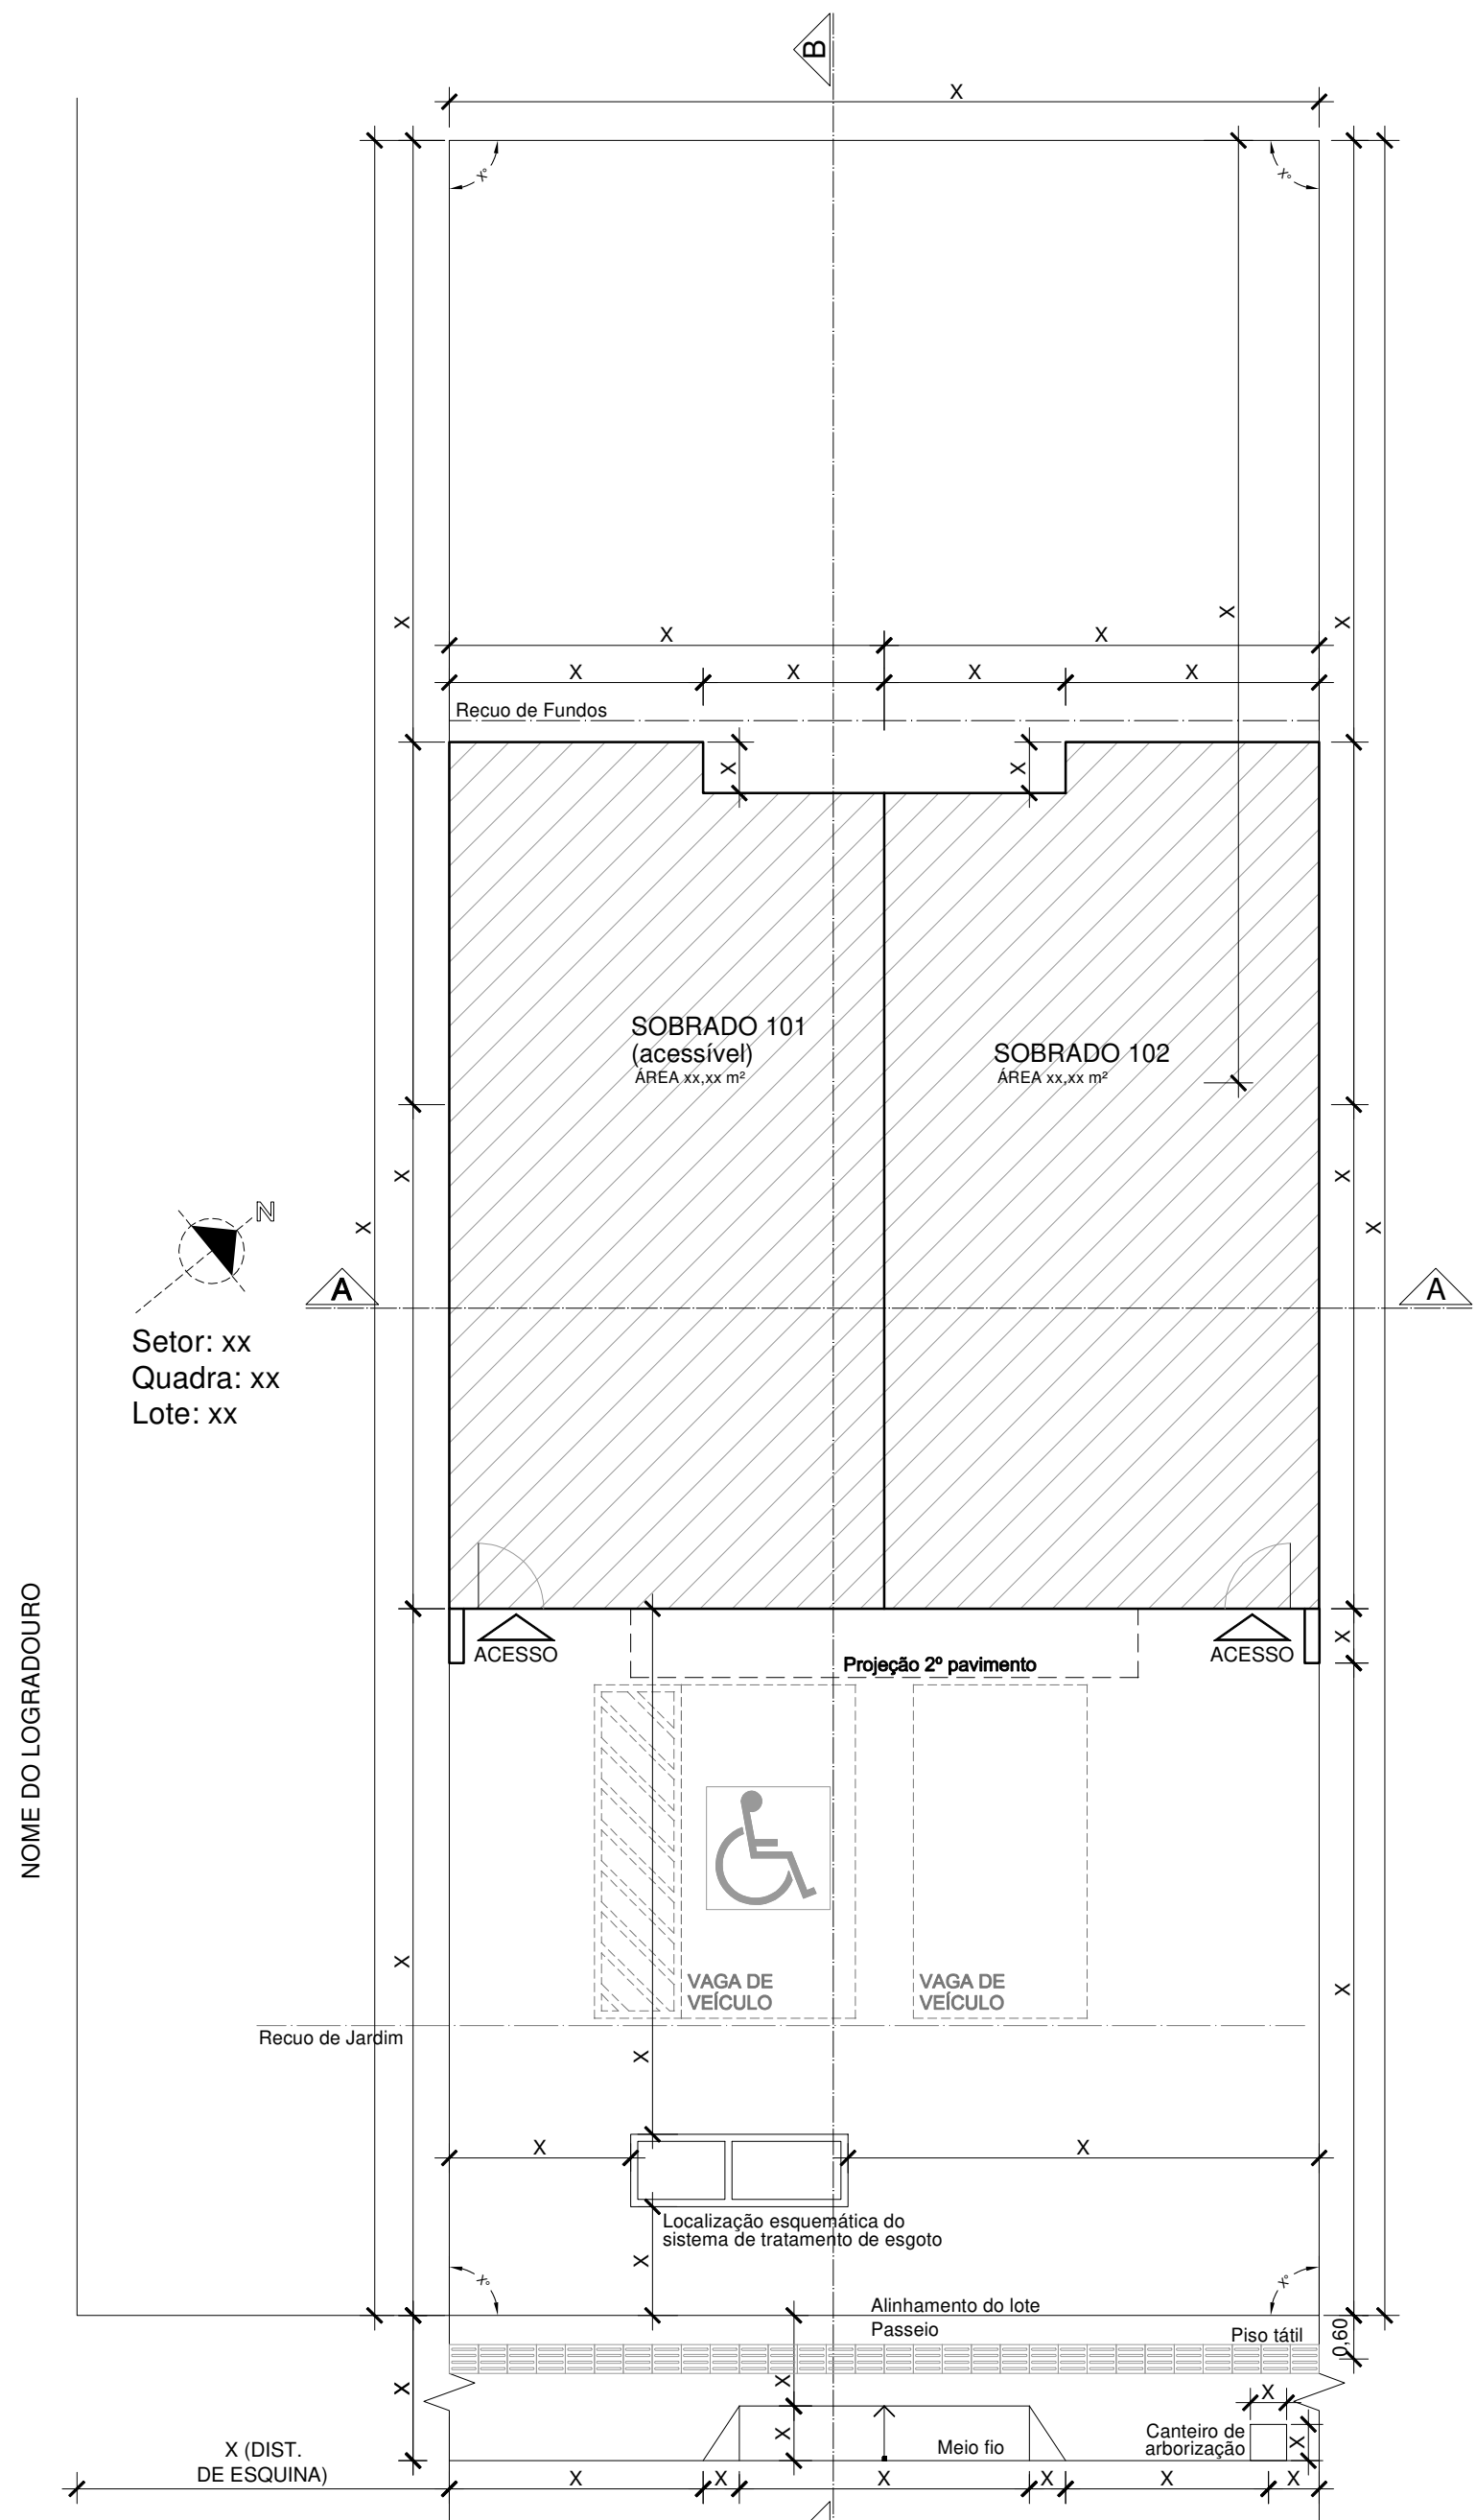 B
X
X°
X°
X
X
X
X
X
X
X
X
X
Recuo de Fundos
X
X
SOBRADO 101
(acessível)
ÁREA xx,xx m²
SOBRADO 102
ÁREA xx,xx m²
X
X
N
X
X
A
A
Setor: xx
Quadra: xx
Lote: xx
NOME DO LOGRADOURO
ACESSO
ACESSO
X
Projeção 2º pavimento
VAGA DE
VEÍCULO
VAGA DE
VEÍCULO
X
X
Recuo de Jardim
X
X
X
Localização esquemática do
sistema de tratamento de esgoto
X
X°
X°
Alinhamento do lote
Passeio
Piso tátil
0,60
X
X
X
X
Canteiro de
arborização
X
Meio fio
X (DIST.
DE ESQUINA)
X
X
X
X
X
X